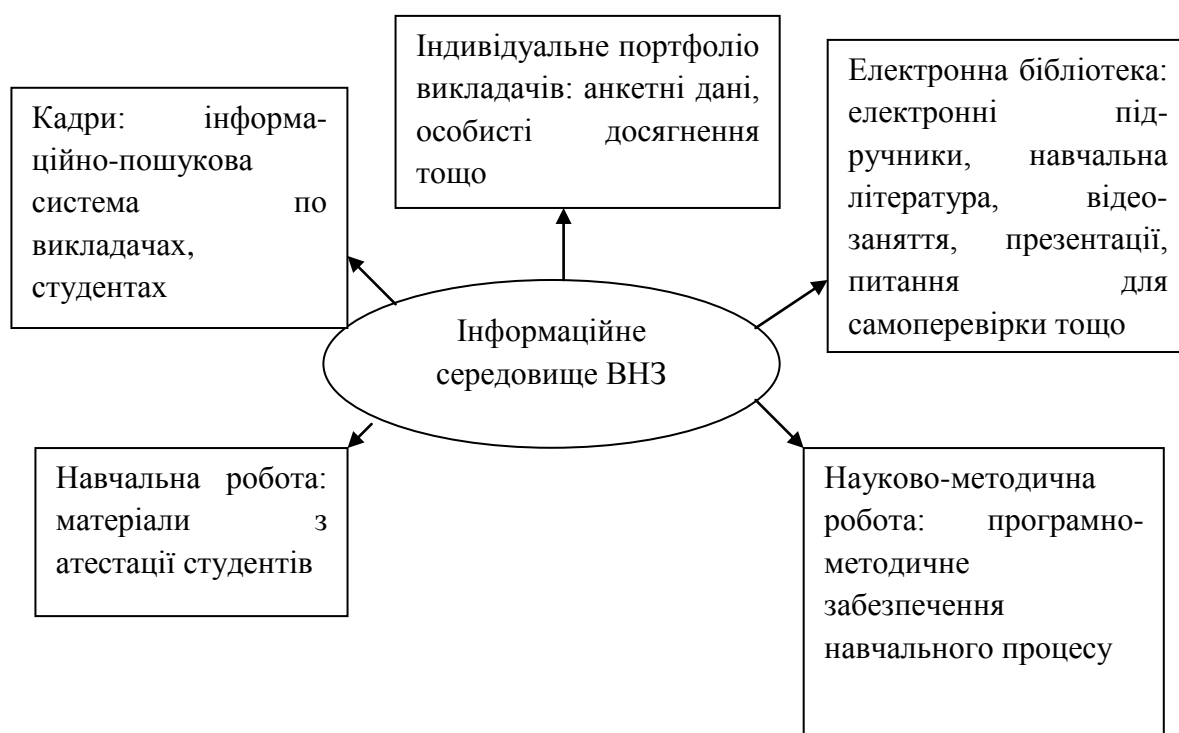 Індивідуальне портфоліо
викладачів: анкетні дані,
особисті досягнення
тощо
Кадри: інформа-
ційно-пошукова
система по
викладачах,
студентах
Електронна бібліотека:
електронні під-
ручники, навчальна
література, відео-
заняття, презентації,
питання для
самоперевірки тощо
Інформаційне
середовище ВНЗ
Навчальна робота:
матеріали з
атестації студентів
Науково-методична
робота: програмно-
методичне
забезпечення
навчального процесу